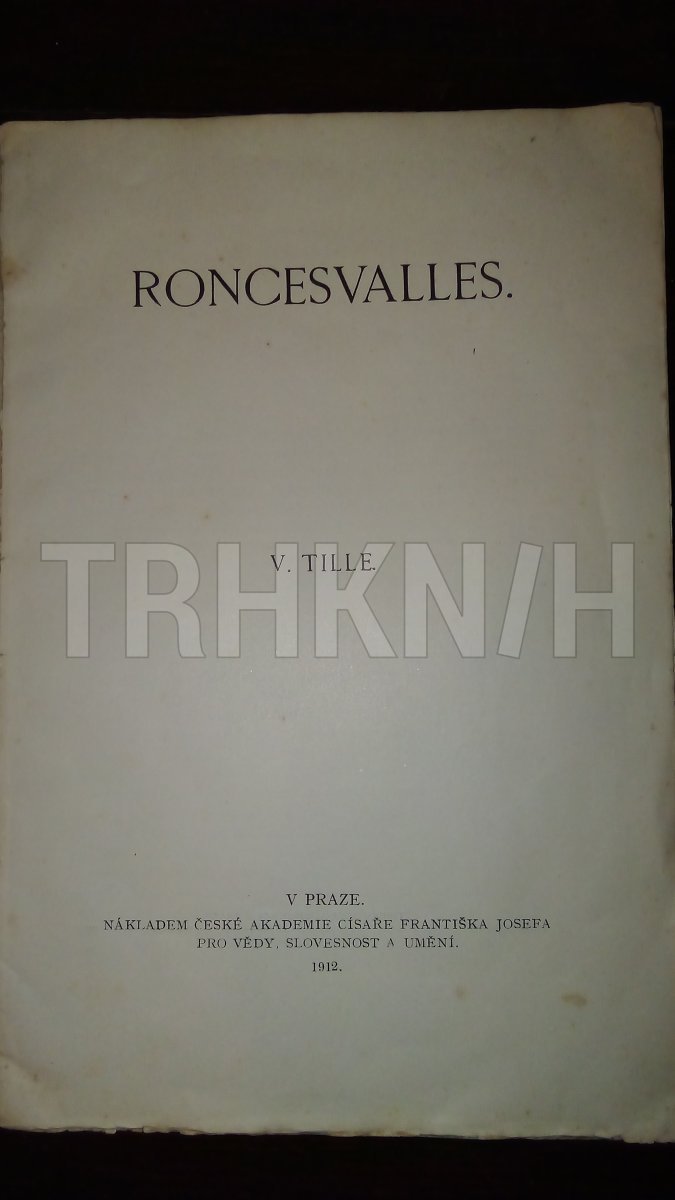 RONCESVALLES.
V. TILLE.
TRHKNIH
V PRAZE.
NÁKLADEM ČESKÉ AKADEMIE CÍSAŘE FRANTIŠKA JOSEFA
PRO VĚDY, SLOVESNOST A UMĚNÍ.
1912.